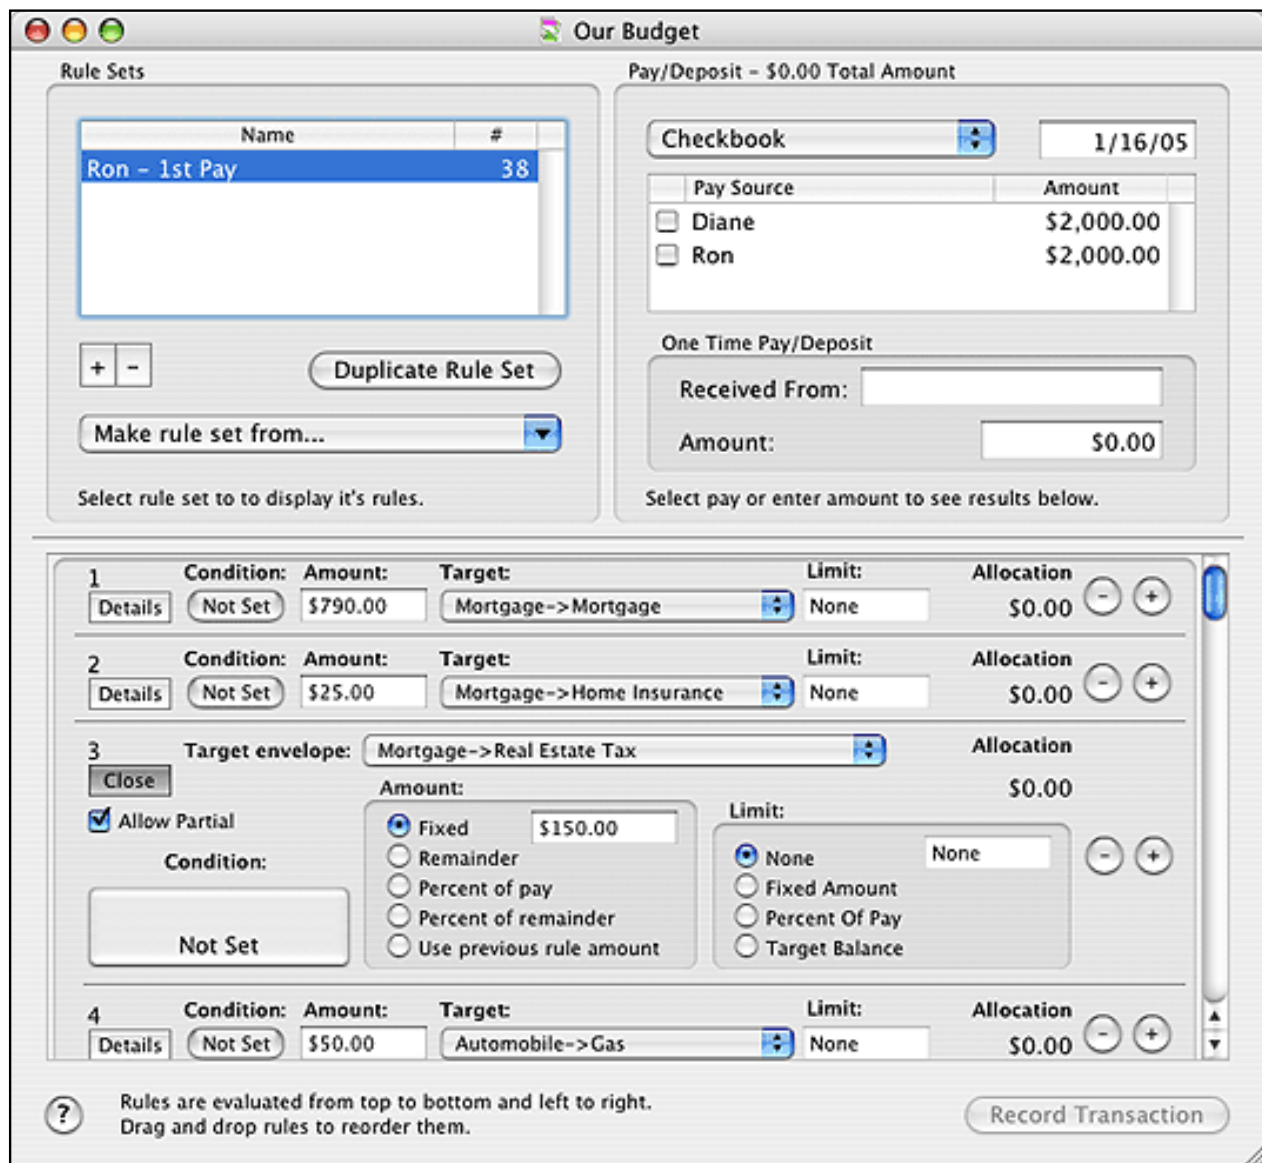 Our Budget
Rule Sets
Name #
Ron – 1st Pay 38
+ -
Duplicate Rule Set
Make rule set from...
Select rule set to to display it's rules.
Pay/Deposit – $0.00 Total Amount
Checkbook 1/16/05
Pay Source Amount
Diane $2,000.00
Ron $2,000.00
One Time Pay/Deposit
Received From:
Amount: $0.00
Select pay or enter amount to see results below.
1 Condition: Amount: Target: Limit: Allocation
Details Not Set $790.00 Mortgage->Mortgage None $0.00 - +
2 Condition: Amount: Target: Limit: Allocation
Details Not Set $25.00 Mortgage->Home Insurance None $0.00 - +
3 Target envelope: Mortgage->Real Estate Tax Allocation
Close $0.00
Allow Partial
Condition:
Not Set
Amount:
Fixed $150.00
Remainder
Percent of pay
Percent of remainder
Use previous rule amount
Limit:
None None
Fixed Amount
Percent Of Pay
Target Balance
- +
4 Condition: Amount: Target: Limit: Allocation
Details Not Set $50.00 Automobile->Gas None $0.00 - +
? Rules are evaluated from top to bottom and left to right.
Drag and drop rules to reorder them.
Record Transaction